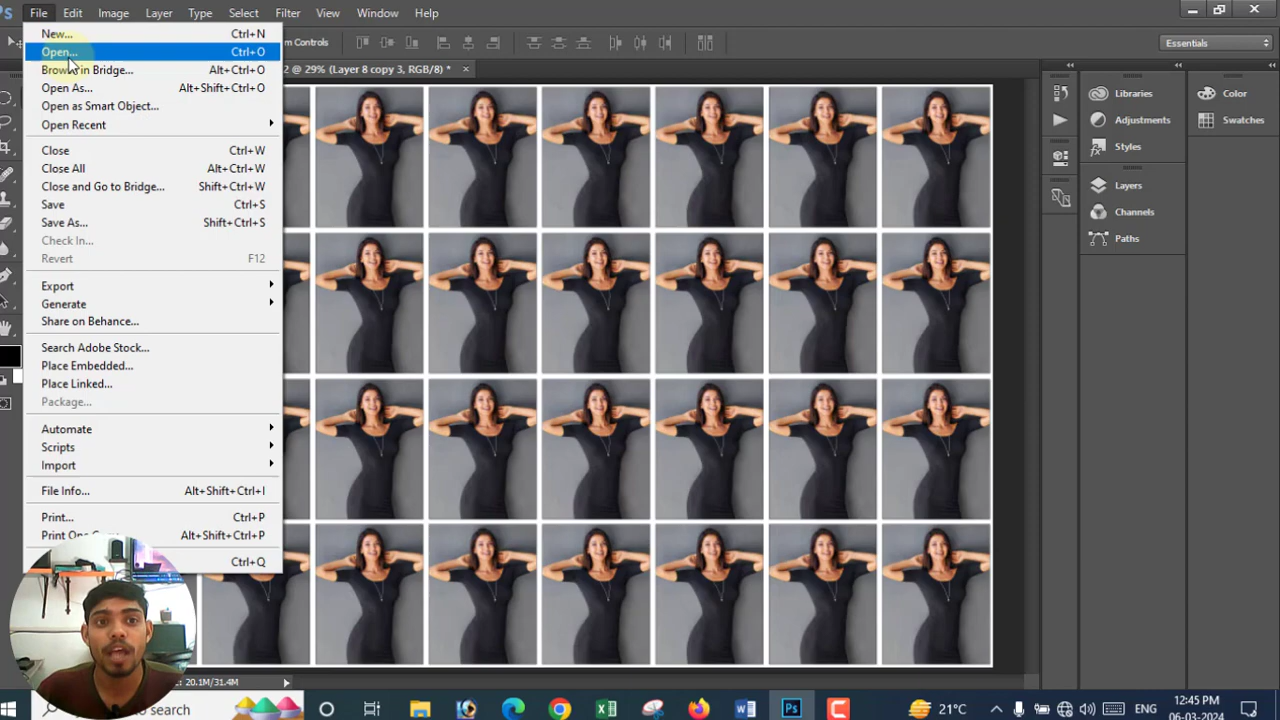 Ps File Edit Image Layer Type Select Filter View Window Help
New... Ctrl+N
Open... Ctrl+O
Browse in Bridge... Alt+Ctrl+O
Open As... Alt+Shift+Ctrl+O
Open as Smart Object...
Open Recent
Close Ctrl+W
Close All Alt+Ctrl+W
Close and Go to Bridge... Shift+Ctrl+W
Save Ctrl+S
Save As... Shift+Ctrl+S
Check In...
Revert F12
Export
Generate
Share on Behance...
Search Adobe Stock...
Place Embedded...
Place Linked...
Package...
Automate
Scripts
Import
File Info... Alt+Shift+Ctrl+I
Print... Ctrl+P
Print One Alt+Shift+Ctrl+P
Ctrl+Q
m Controls
Essentials
2 @ 29% (Layer 8 copy 3, RGB/8) *
Libraries
Adjustments
Styles
Layers
Channels
Paths
Color
Swatches
: 20.1M/31.4M
to search
Ps
21°C
ENG
12:45 PM
06-03-2024